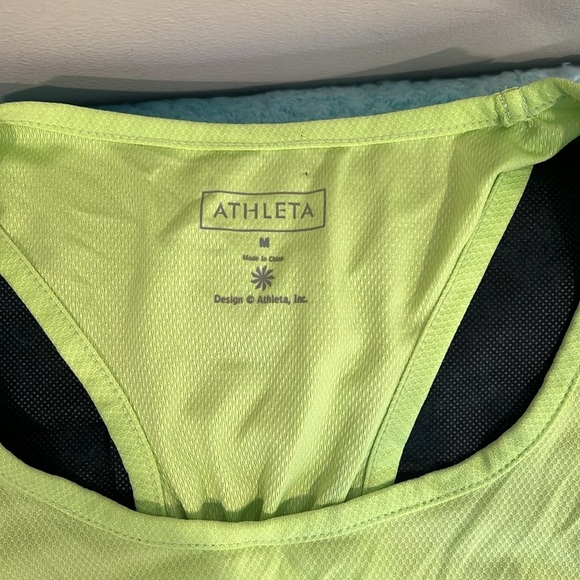 ATHLETA
M
Made in China
Design © Athleta, Inc.